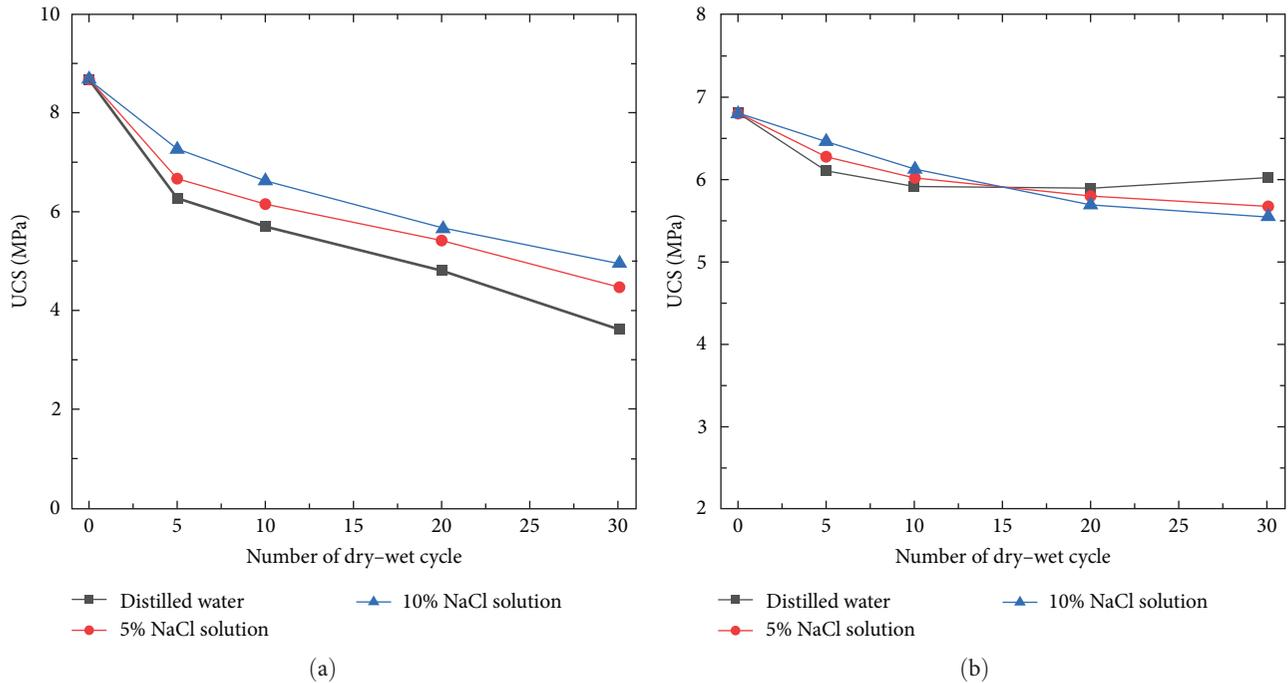 10
8
6
4
2
0
UCS (MPa)
0 5 10 15 20 25 30
Number of dry–wet cycle
Distilled water
10% NaCl solution
5% NaCl solution
(a)
8
7
6
5
4
3
2
UCS (MPa)
0 5 10 15 20 25 30
Number of dry–wet cycle
Distilled water
10% NaCl solution
5% NaCl solution
(b)